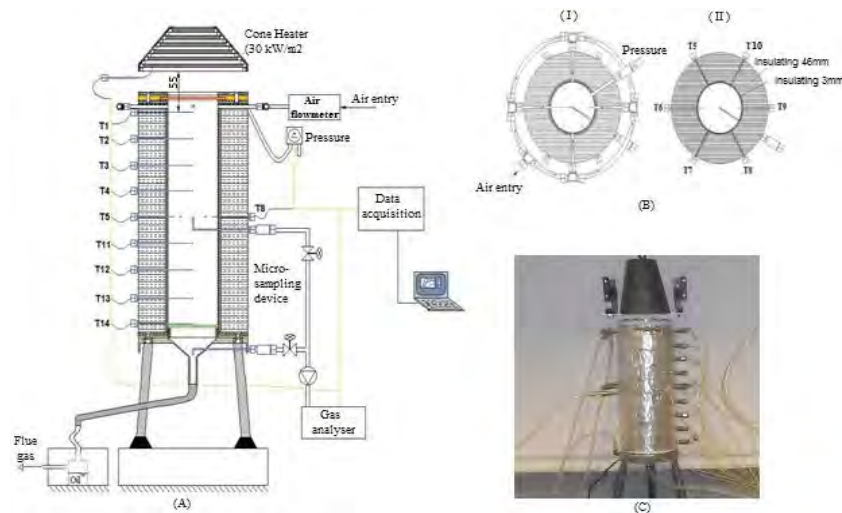 Cone Heater
(30 kW/m2
55
Air
flowmeter
Air entry
T1
T2
T3
T4
T5
T11
T12
T13
T14
Pressure
T8
Data
acquisition
Micro-
sampling
device
Gas
analyser
Flue
gas
Oil
(A)
(I)
(II)
Pressure
T5
T10
Insulating 46mm
Insulating 3mm
T6
T9
T7
T8
Air entry
(B)
(C)